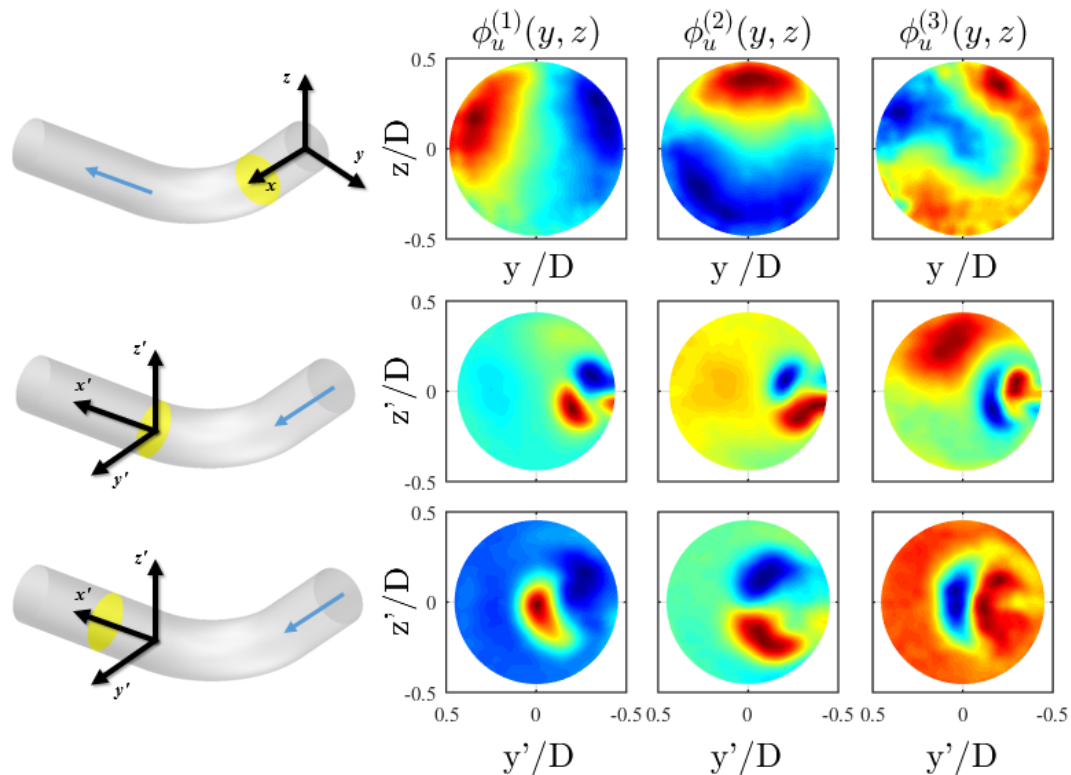 ϕ_u^(1)(y, z) ϕ_u^(2)(y, z) ϕ_u^(3)(y, z)
z
y
x
z/D
0.5
0
-0.5
y /D y /D y /D
z'
x'
y'
z'/D
0.5
0
-0.5
z'
x'
y'
z'/D
0.5
0
-0.5
0.5 0 -0.5 0.5 0 -0.5 0.5 0 -0.5
y'/D y'/D y'/D